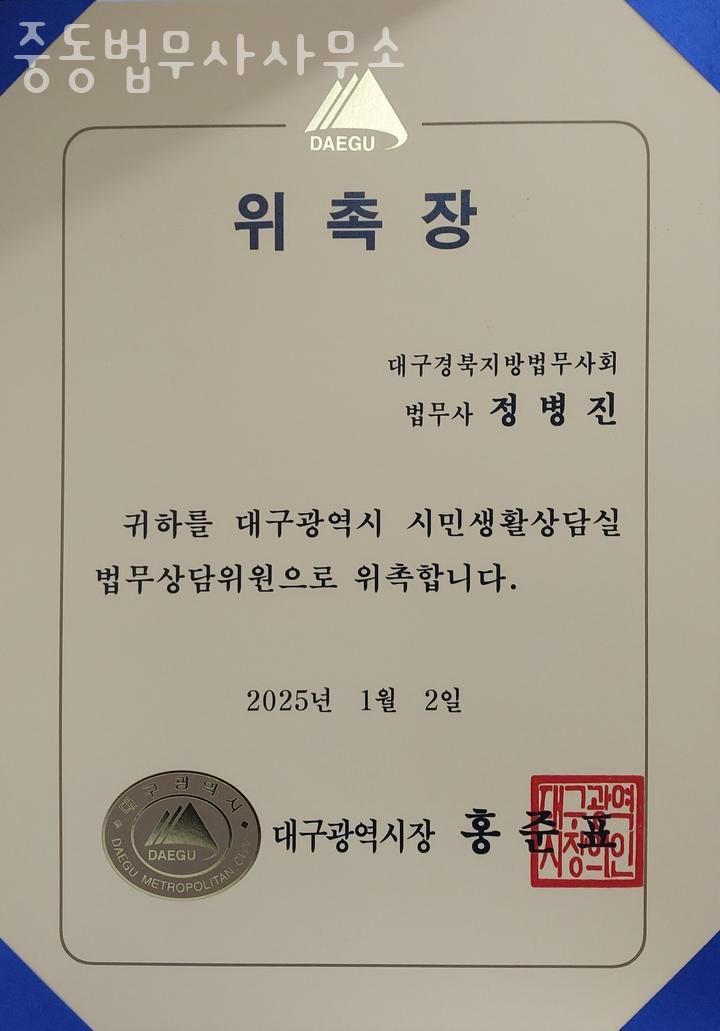 중동법무사사무소
DAEGU
위촉장
대구경북지방법무사회
법무사 정병진
귀하를 대구광역시 시민생활상담실
법무상담위원으로 위촉합니다.
2025년 1월 2일
대구광역시
DAEGU
DAEGU METROPOLITAN CITY
대구광역시장 홍준표
대구광역
시장의인